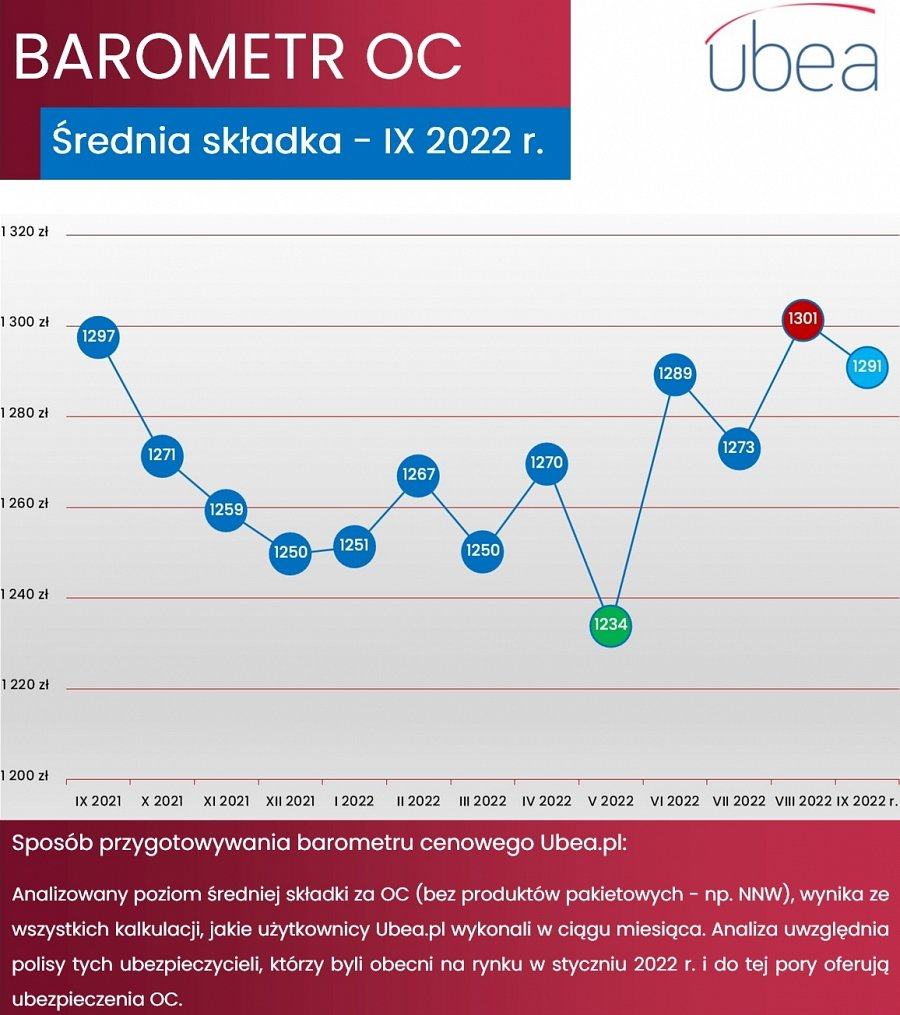 BAROMETR OC
ubea
Średnia składka - IX 2022 r.
1 320 zł
1 300 zł
1 280 zł
1 260 zł
1 240 zł
1 220 zł
1 200 zł
1297
1271
1259
1250
1251
1267
1250
1270
1234
1289
1273
1301
1291
IX 2021 X 2021 XI 2021 XII 2021 I 2022 II 2022 III 2022 IV 2022 V 2022 VI 2022 VII 2022 VIII 2022 IX 2022 r.
Sposób przygotowywania barometru cenowego Ubea.pl:
Analizowany poziom średniej składki za OC (bez produktów pakietowych - np. NNW), wynika ze
wszystkich kalkulacji, jakie użytkownicy Ubea.pl wykonali w ciągu miesiąca. Analiza uwzględnia
polisy tych ubezpieczycieli, którzy byli obecni na rynku w styczniu 2022 r. i do tej pory oferują
ubezpieczenia OC.